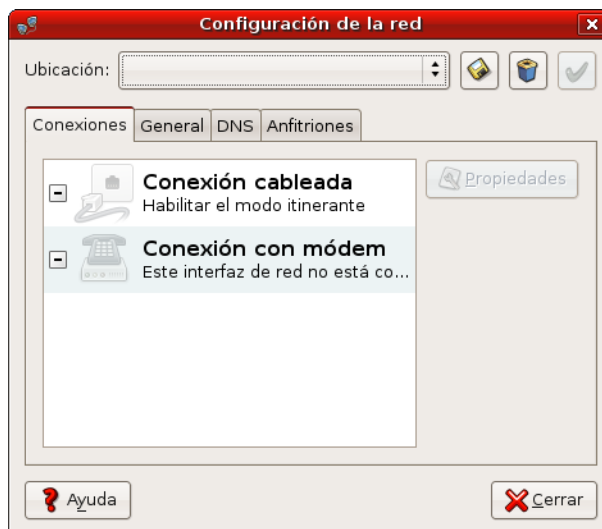 Configuración de la red
Ubicación:
Conexiones General DNS Anfitriones
Conexión cableada
Habilitar el modo itinerante
Propiedades
Conexión con módem
Este interfaz de red no está co...
Ayuda
Cerrar